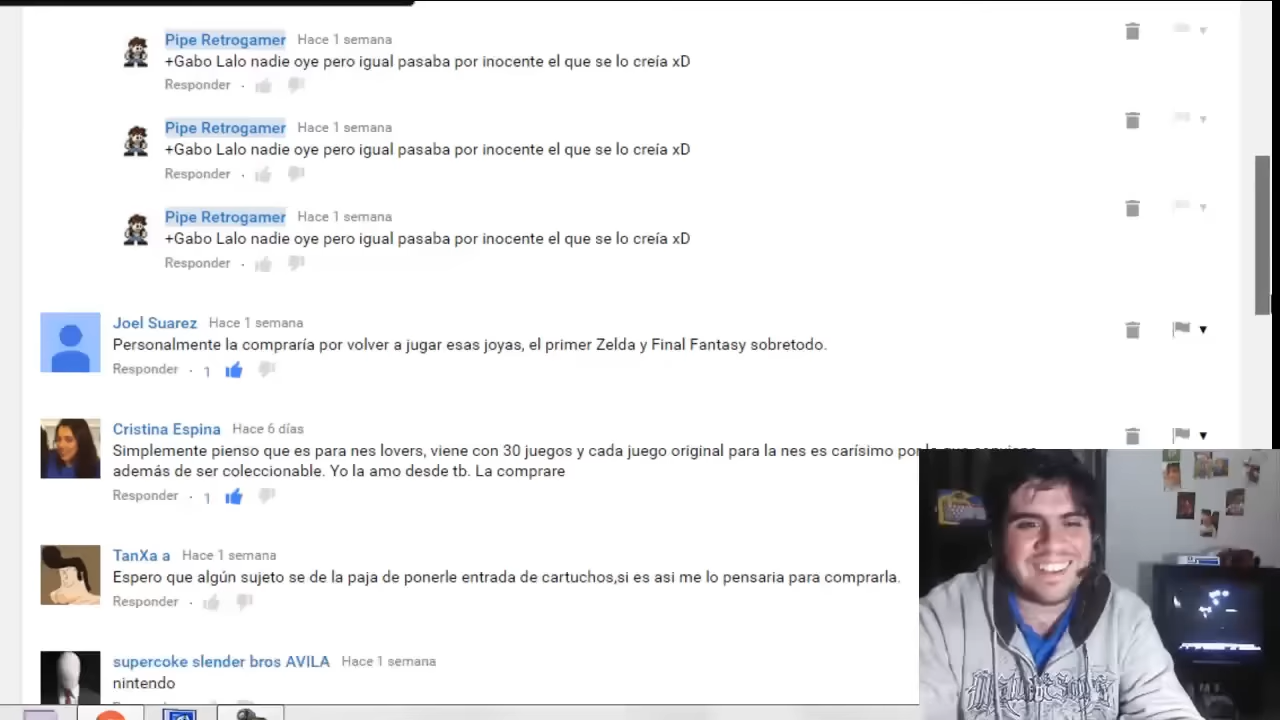 Pipe Retrogamer Hace 1 semana
+Gabo Lalo nadie oye pero igual pasaba por inocente el que se lo creía xD
Responder ·
Pipe Retrogamer Hace 1 semana
+Gabo Lalo nadie oye pero igual pasaba por inocente el que se lo creía xD
Responder ·
Pipe Retrogamer Hace 1 semana
+Gabo Lalo nadie oye pero igual pasaba por inocente el que se lo creía xD
Responder ·
Joel Suarez Hace 1 semana
Personalmente la compraría por volver a jugar esas joyas, el primer Zelda y Final Fantasy sobretodo.
Responder · 1
Cristina Espina Hace 6 días
Simplemente pienso que es para nes lovers, viene con 30 juegos y cada juego original para la nes es carísimo por
además de ser coleccionable. Yo la amo desde tb. La comprare
Responder · 1
TanXa a Hace 1 semana
Espero que algún sujeto se de la paja de ponerle entrada de cartuchos,si es asi me lo pensaria para comprarla.
Responder ·
supercoke slender bros AVILA Hace 1 semana
nintendo